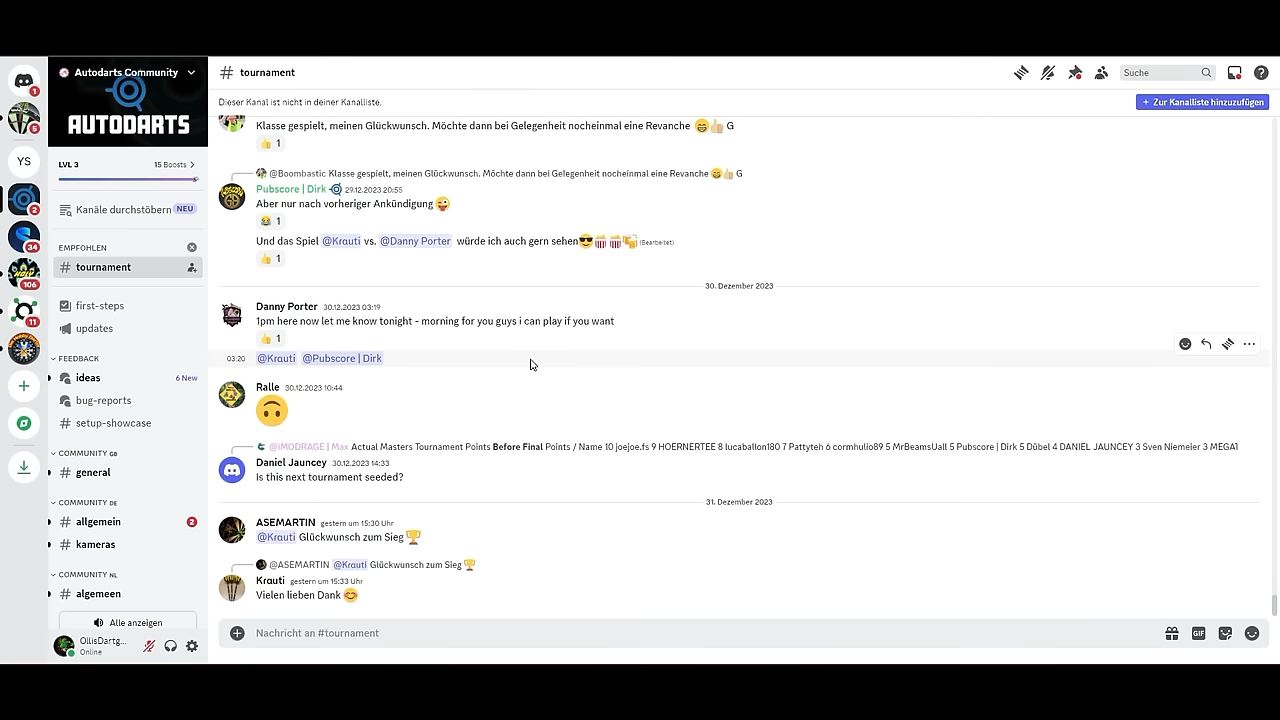 Autodarts Community
AUTODARTS
LVL 3
15 Boosts
Kanäle durchstöbern
NEU
EMPFOHLEN
tournament
first-steps
updates
FEEDBACK
ideas
6 New
bug-reports
setup-showcase
COMMUNITY GB
general
COMMUNITY DE
allgemein
2
kameras
COMMUNITY NL
algemeen
Alle anzeigen
OllisDartg...
Online
1
5
YS
2
34
106
11
# tournament
Suche
Dieser Kanal ist nicht in deiner Kanalliste.
+ Zur Kanalliste hinzuzufügen
Klasse gespielt, meinen Glückwunsch. Möchte dann bei Gelegenheit nocheinmal eine Revanche 😁👍 G
👍 1
@Boombastic Klasse gespielt, meinen Glückwunsch. Möchte dann bei Gelegenheit nocheinmal eine Revanche 😁👍 G
Pubscore | Dirk 29.12.2023 20:55
Aber nur nach vorheriger Ankündigung 😜
😂 1
Und das Spiel @Krauti vs. @Danny Porter würde ich auch gern sehen😎🍿🍿🍻 (Bearbeitet)
👍 1
30. Dezember 2023
Danny Porter 30.12.2023 03:19
1pm here now let me know tonight - morning for you guys i can play if you want
👍 1
03:20 @Krauti @Pubscore | Dirk
Ralle 30.12.2023 10:44
🙃
@iMODRAGE | Max Actual Masters Tournament Points Before Final Points / Name 10 joejoe.fs 9 HOERNERTEE 8 lucaballon180 7 Pattyteh 6 cormhulio89 5 MrBeamsUall 5 Pubscore | Dirk 5 Dübel 4 DANIEL JAUNCEY 3 Sven Niemeier 3 MEGA1
Daniel Jauncey 30.12.2023 14:33
Is this next tournament seeded?
31. Dezember 2023
ASEMARTIN gestern um 15:30 Uhr
@Krauti Glückwunsch zum Sieg 🏆
@ASEMARTIN @Krauti Glückwunsch zum Sieg 🏆
Krauti gestern um 15:33 Uhr
Vielen lieben Dank 😊
Nachricht an #tournament
GIF